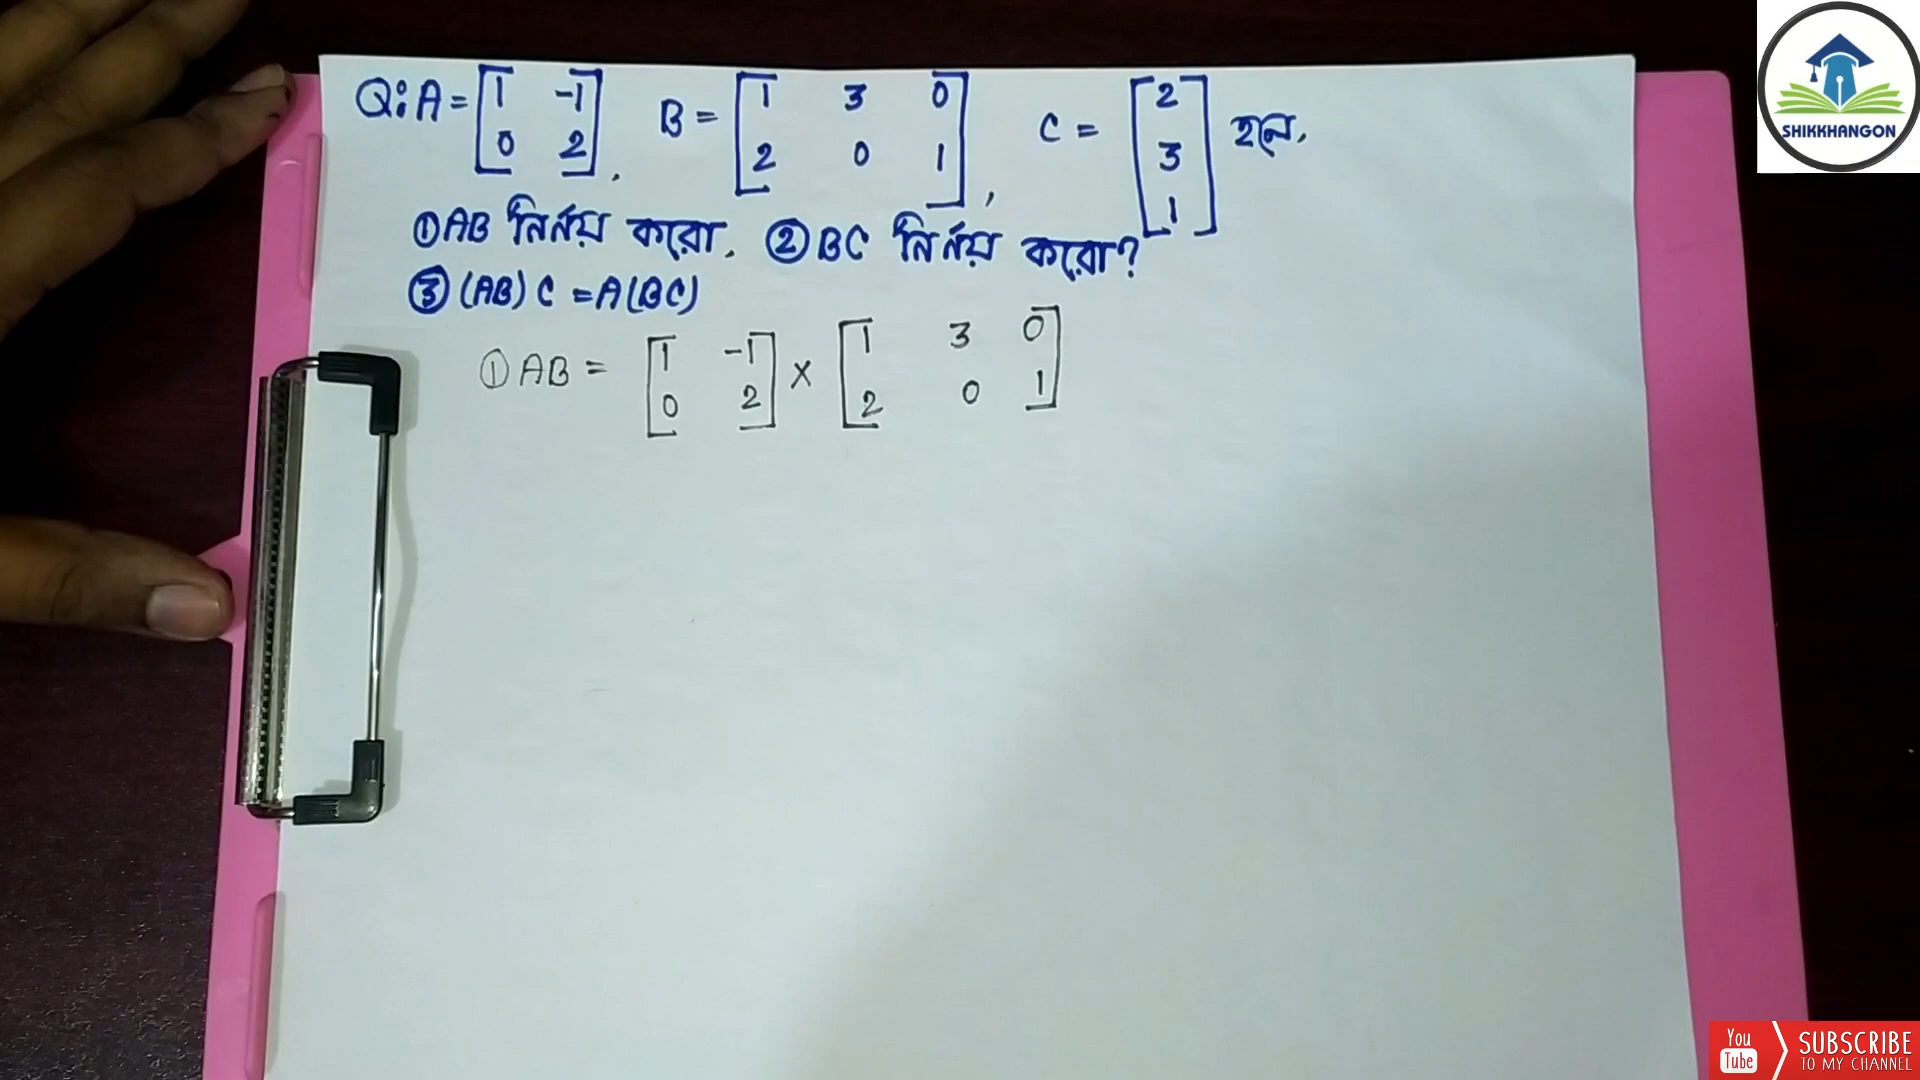 Q: A = [1 -1 0 2], B = [1 3 0 2 0 1], C = [2 3 1] হলে,
① AB নির্নয় করো. ② BC নির্নয় করো?
③ (AB) C = A(BC)
① AB = [1 -1 0 2] × [1 3 0 2 0 1]
SHIKKHANGON
You Tube SUBSCRIBE
TO MY CHANNEL